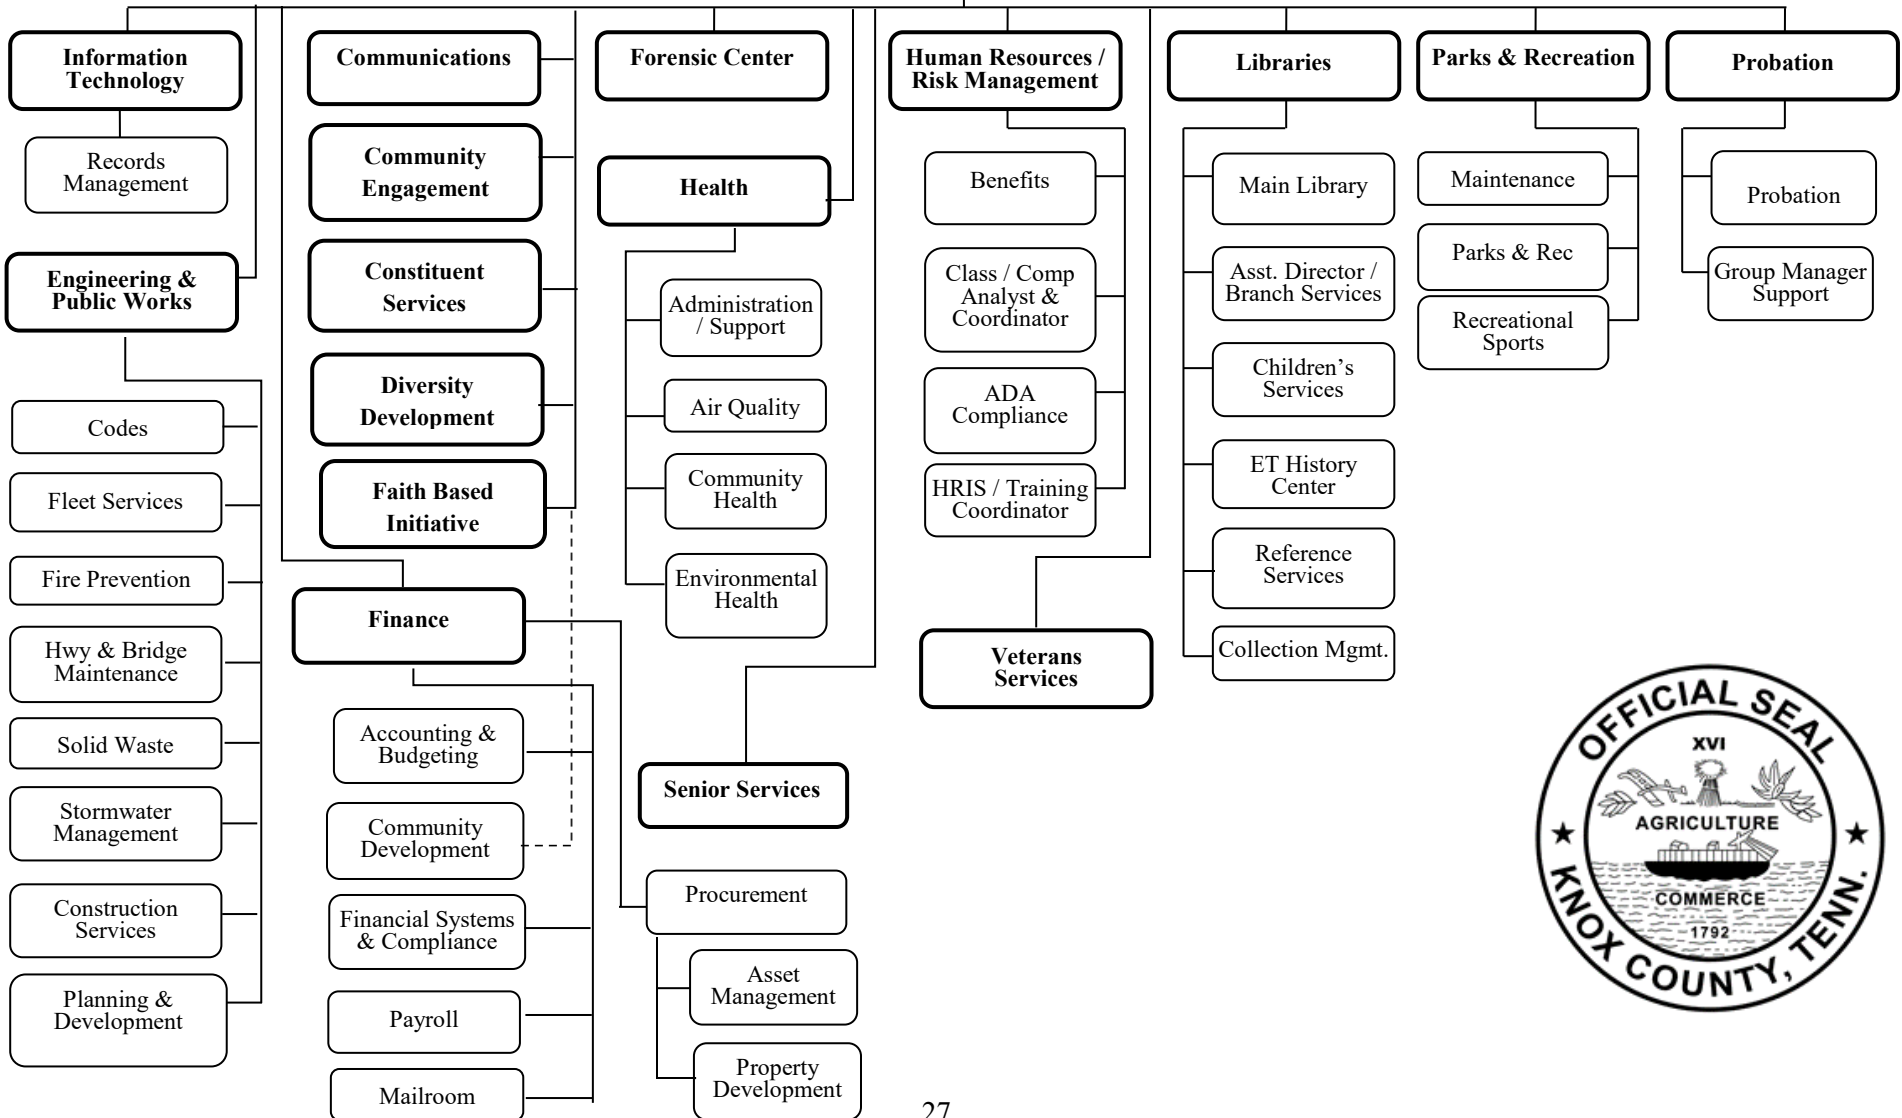 Information
Technology
Records
Management
Engineering &
Public Works
Codes
Fleet Services
Fire Prevention
Hwy & Bridge
Maintenance
Solid Waste
Stormwater
Management
Construction
Services
Planning &
Development
Communications
Community
Engagement
Constituent
Services
Diversity
Development
Faith Based
Initiative
Finance
Accounting &
Budgeting
Community
Development
Financial Systems
& Compliance
Payroll
Mailroom
Forensic Center
Health
Administration
/ Support
Air Quality
Community
Health
Environmental
Health
Senior Services
Procurement
Asset
Management
Property
Development
Human Resources /
Risk Management
Benefits
Class / Comp
Analyst &
Coordinator
ADA
Compliance
HRIS / Training
Coordinator
Veterans
Services
Libraries
Main Library
Asst. Director /
Branch Services
Children’s
Services
ET History
Center
Reference
Services
Collection Mgmt.
Parks & Recreation
Maintenance
Parks & Rec
Recreational
Sports
Probation
Probation
Group Manager
Support
OFFICIAL SEAL
XVI
AGRICULTURE
COMMERCE
1792
KNOX COUNTY, TENN.
27